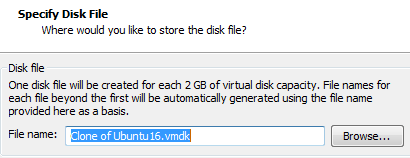 Specify Disk File
Where would you like to store the disk file?
Disk file
One disk file will be created for each 2 GB of virtual disk capacity. File names for
each file beyond the first will be automatically generated using the file name
provided here as a basis.
File name: Clone of Ubuntu16.vmdk Browse...